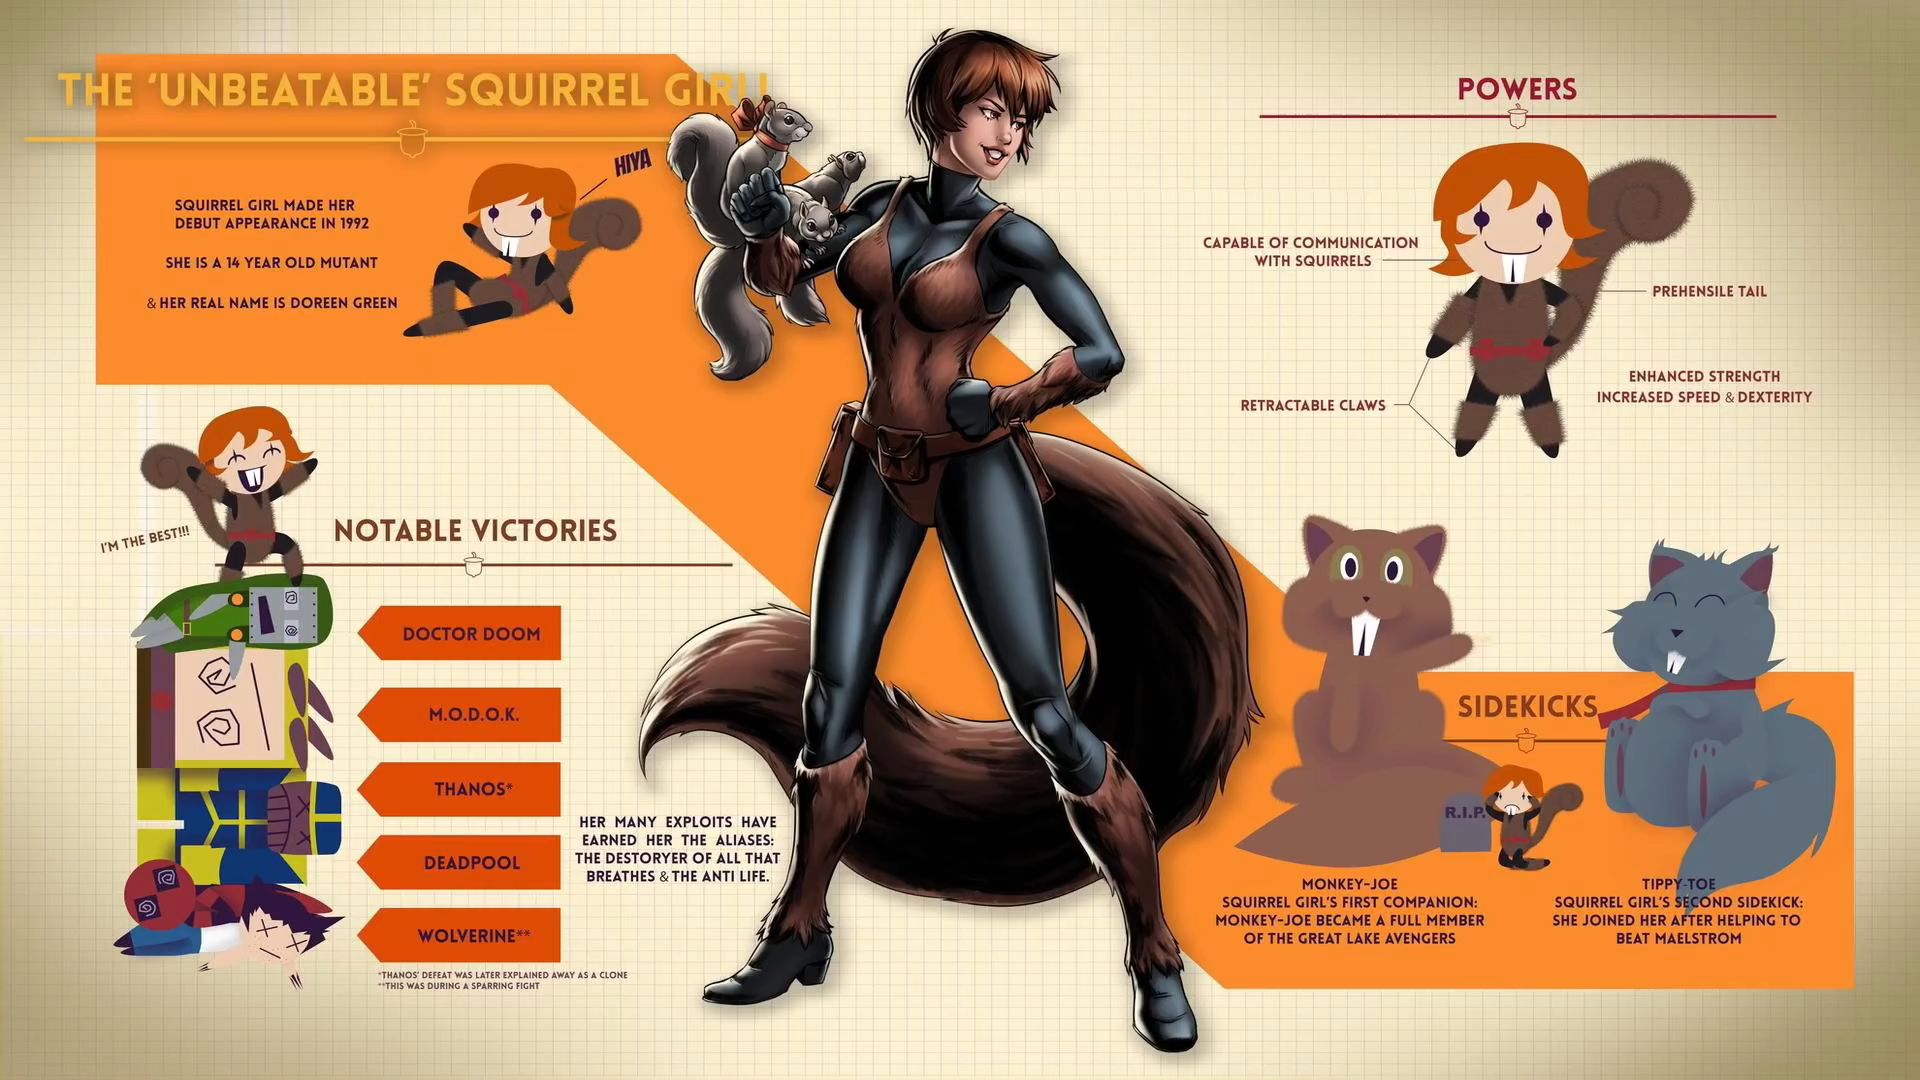 THE ‘UNBEATABLE’ SQUIRREL GIRL!
HIYA
SQUIRREL GIRL MADE HER
DEBUT APPEARANCE IN 1992
SHE IS A 14 YEAR OLD MUTANT
& HER REAL NAME IS DOREEN GREEN
I'M THE BEST!!!
NOTABLE VICTORIES
DOCTOR DOOM
M.O.D.O.K.
THANOS*
DEADPOOL
WOLVERINE**
*THANOS' DEFEAT WAS LATER EXPLAINED AWAY AS A CLONE
**THIS WAS DURING A SPARRING FIGHT
HER MANY EXPLOITS HAVE
EARNED HER THE ALIASES:
THE DESTORYER OF ALL THAT
BREATHES & THE ANTI LIFE.
POWERS
CAPABLE OF COMMUNICATION
WITH SQUIRRELS
PREHENSILE TAIL
RETRACTABLE CLAWS
ENHANCED STRENGTH
INCREASED SPEED & DEXTERITY
SIDEKICKS
R.I.P.
MONKEY-JOE
SQUIRREL GIRL'S FIRST COMPANION:
MONKEY-JOE BECAME A FULL MEMBER
OF THE GREAT LAKE AVENGERS
TIPPY-TOE
SQUIRREL GIRL'S SECOND SIDEKICK:
SHE JOINED HER AFTER HELPING TO
BEAT MAELSTROM